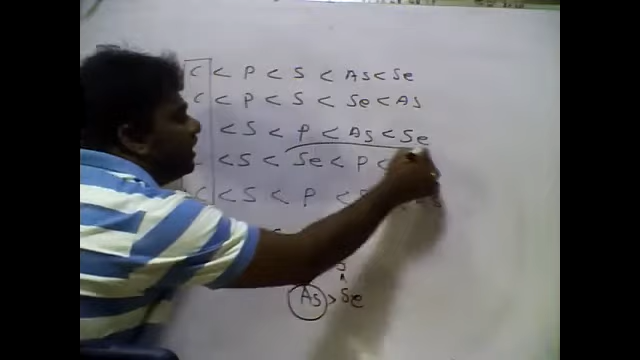 C < P < S < As < Se
C < P < S < Se < As
< S < P < As < Se
< S < Se < P <
C < S < P <
As > Se